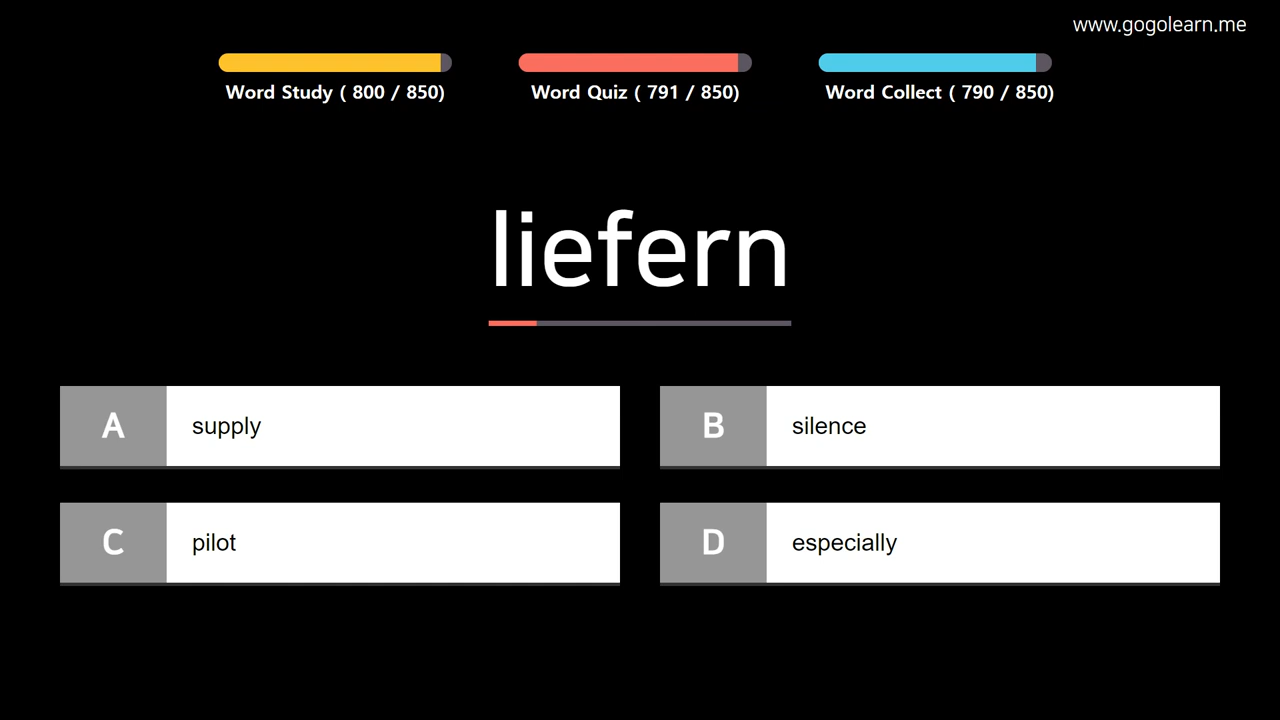 www.gogolearn.me
Word Study ( 800 / 850)
Word Quiz ( 791 / 850)
Word Collect ( 790 / 850)
liefern
A supply
B silence
C pilot
D especially